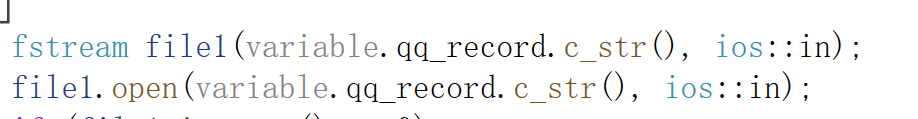 fstream file1(variable.qq_record.c_str(), ios::in);
file1.open(variable.qq_record.c_str(), ios::in);